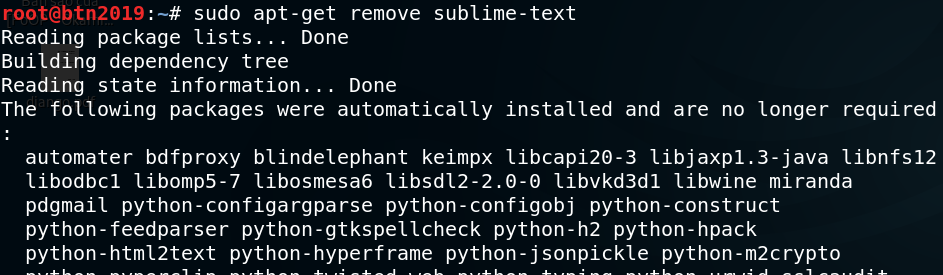 root@btn2019:~# sudo apt-get remove sublime-text
Reading package lists... Done
Building dependency tree
Reading state information... Done
The following packages were automatically installed and are no longer required
:
automater bdfproxy blindelephant keimpx libcapi20-3 libjaxp1.3-java libnfs12
libodbc1 libomp5-7 libosmesa6 libsdl2-2.0-0 libvkd3d1 libwine miranda
pdgmail python-configargparse python-configobj python-construct
python-feedparser python-gtkspellcheck python-h2 python-hpack
python-html2text python-hyperframe python-jsonpickle python-m2crypto